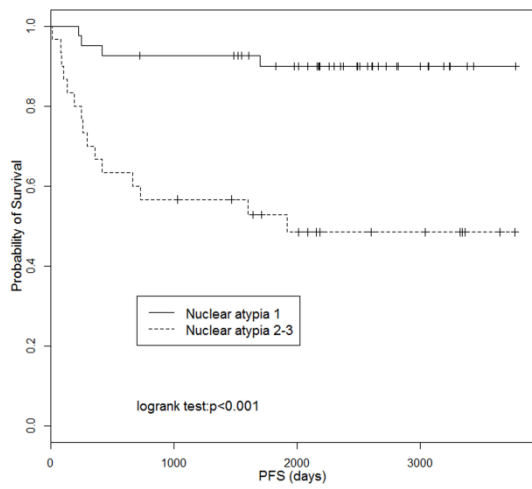 1.0
0.8
0.6
0.4
0.2
0.0
Probability of Survival
Nuclear atypia 1
Nuclear atypia 2-3
logrank test:p<0.001
0 1000 2000 3000
PFS (days)